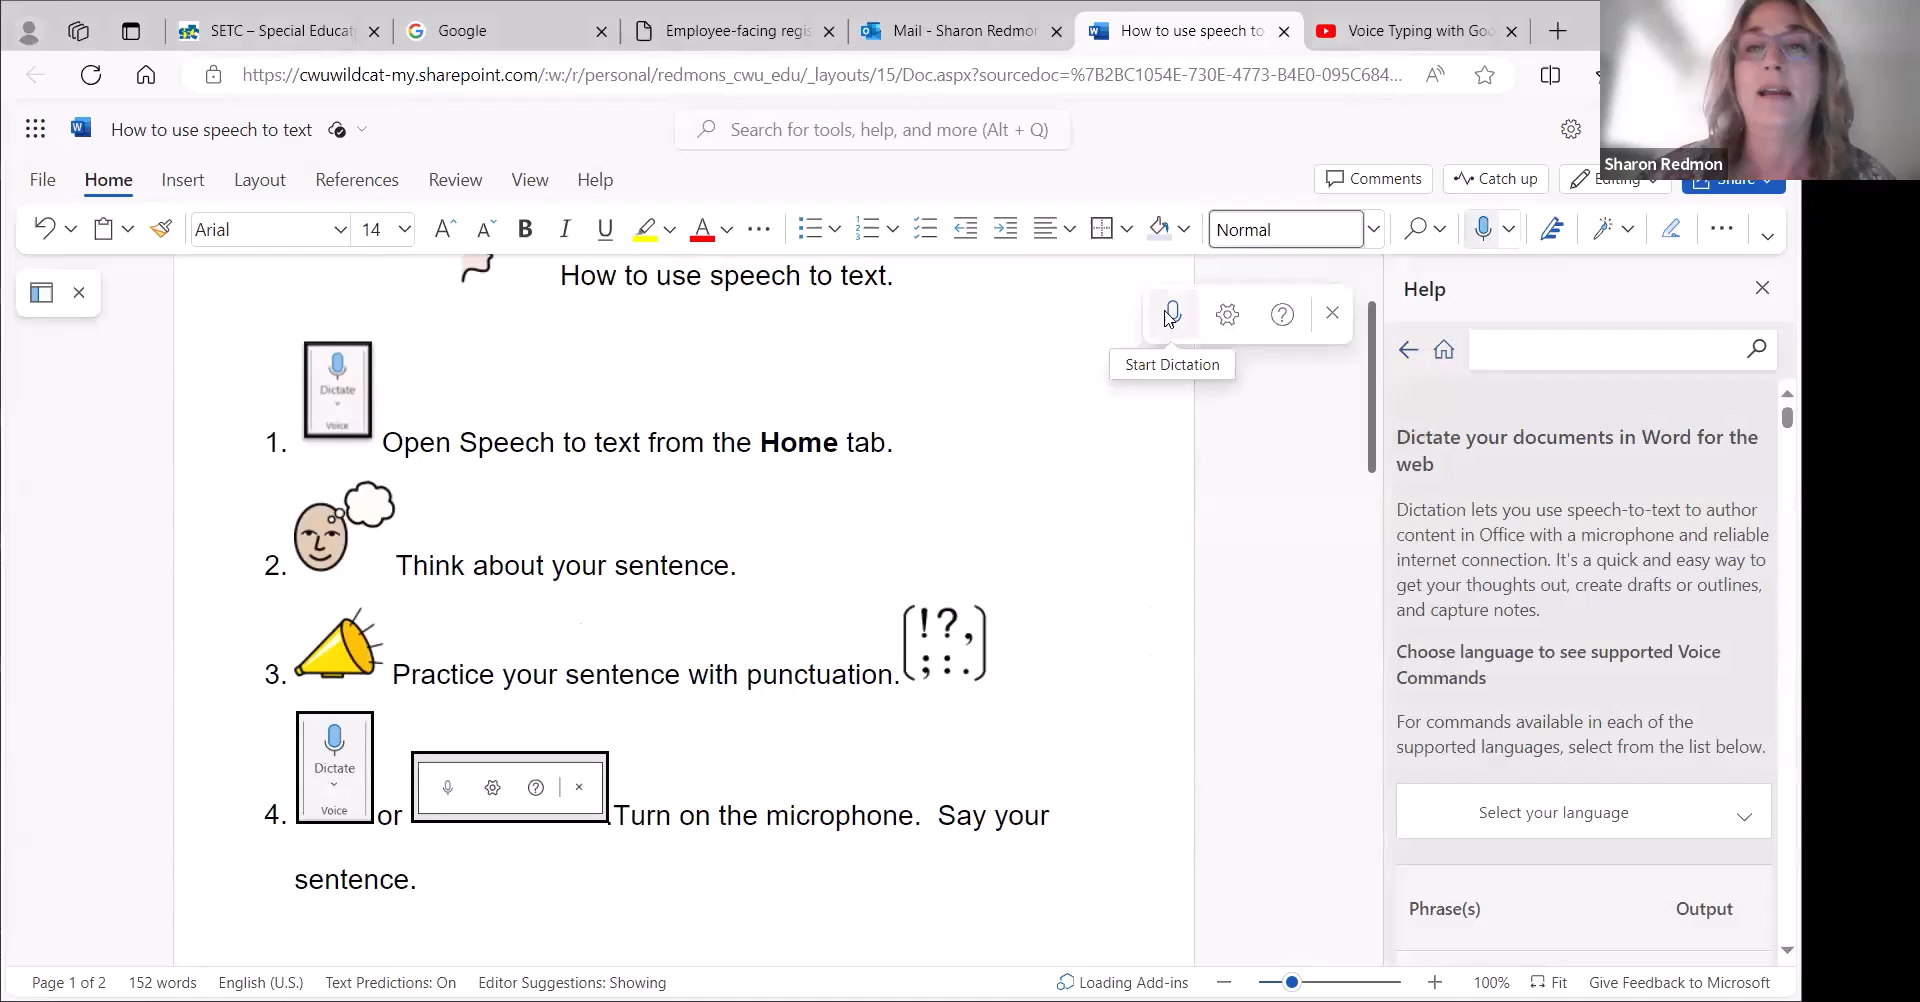 SETC – Special Educat
Google
Employee-facing regis
Mail - Sharon Redmor
How to use speech to
Voice Typing with Goo
https://cwuwildcat-my.sharepoint.com/:w:/r/personal/redmons_cwu_edu/_layouts/15/Doc.aspx?sourcedoc=%7B2BC1054E-730E-4773-B4E0-095C684...
How to use speech to text
Search for tools, help, and more (Alt + Q)
Sharon Redmon
File Home Insert Layout References Review View Help
Comments Catch up Editing Share
Arial 14 Normal
How to use speech to text.
Help
Start Dictation
Dictate
Voice
1. Open Speech to text from the Home tab.
2. Think about your sentence.
3. Practice your sentence with punctuation. (!?,;:.)
Dictate
Voice
4. or .Turn on the microphone. Say your
sentence.
Dictate your documents in Word for the
web
Dictation lets you use speech-to-text to author
content in Office with a microphone and reliable
internet connection. It's a quick and easy way to
get your thoughts out, create drafts or outlines,
and capture notes.
Choose language to see supported Voice
Commands
For commands available in each of the
supported languages, select from the list below.
Select your language
Phrase(s) Output
Page 1 of 2 152 words English (U.S.) Text Predictions: On Editor Suggestions: Showing Loading Add-ins 100% Fit Give Feedback to Microsoft